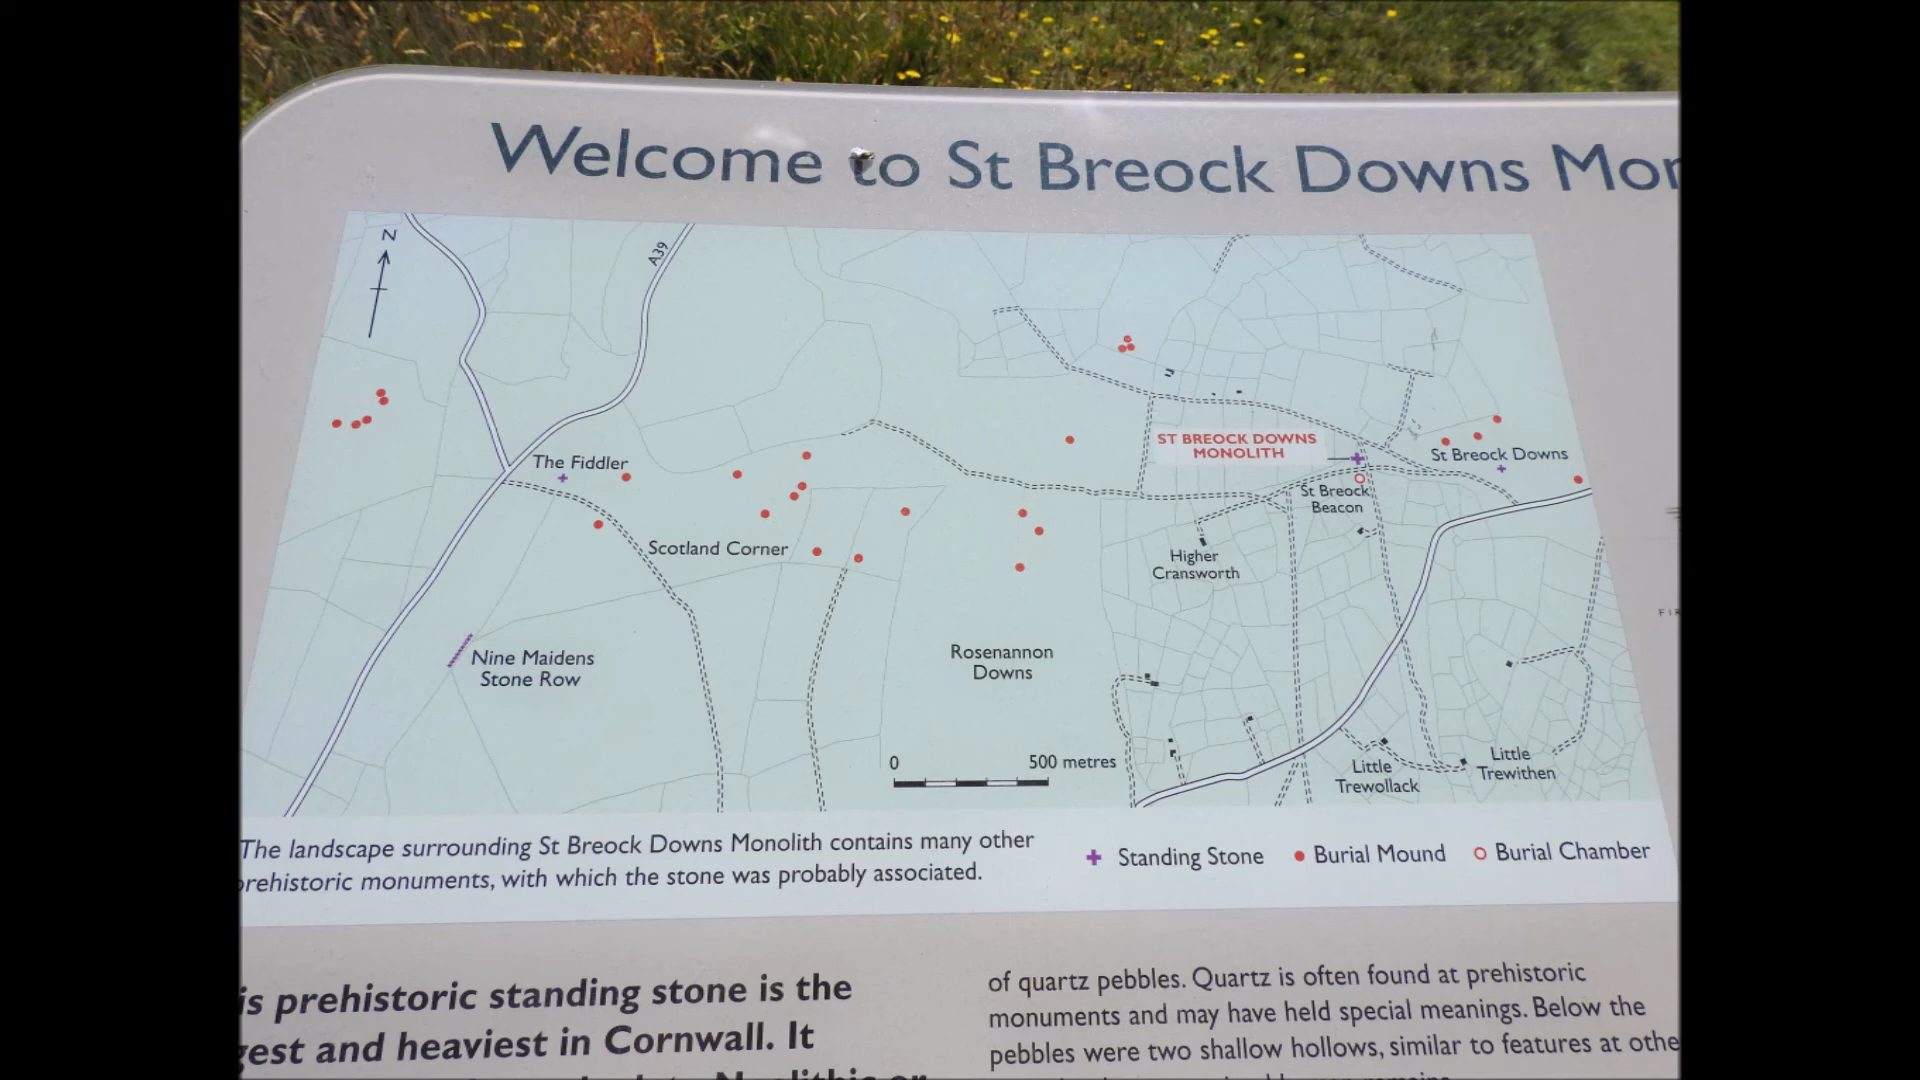 Welcome to St Breock Downs Mon
N
A39
The Fiddler
ST BREOCK DOWNS
MONOLITH
St Breock Downs
St Breock
Beacon
Scotland Corner
Higher
Cransworth
Nine Maidens
Stone Row
Rosenannon
Downs
0 500 metres
Little
Trewollack
Little
Trewithen
The landscape surrounding St Breock Downs Monolith contains many other
prehistoric monuments, with which the stone was probably associated.
Standing Stone
Burial Mound
Burial Chamber
is prehistoric standing stone is the
gest and heaviest in Cornwall. It
of quartz pebbles. Quartz is often found at prehistoric
monuments and may have held special meanings. Below the
pebbles were two shallow hollows, similar to features at othe